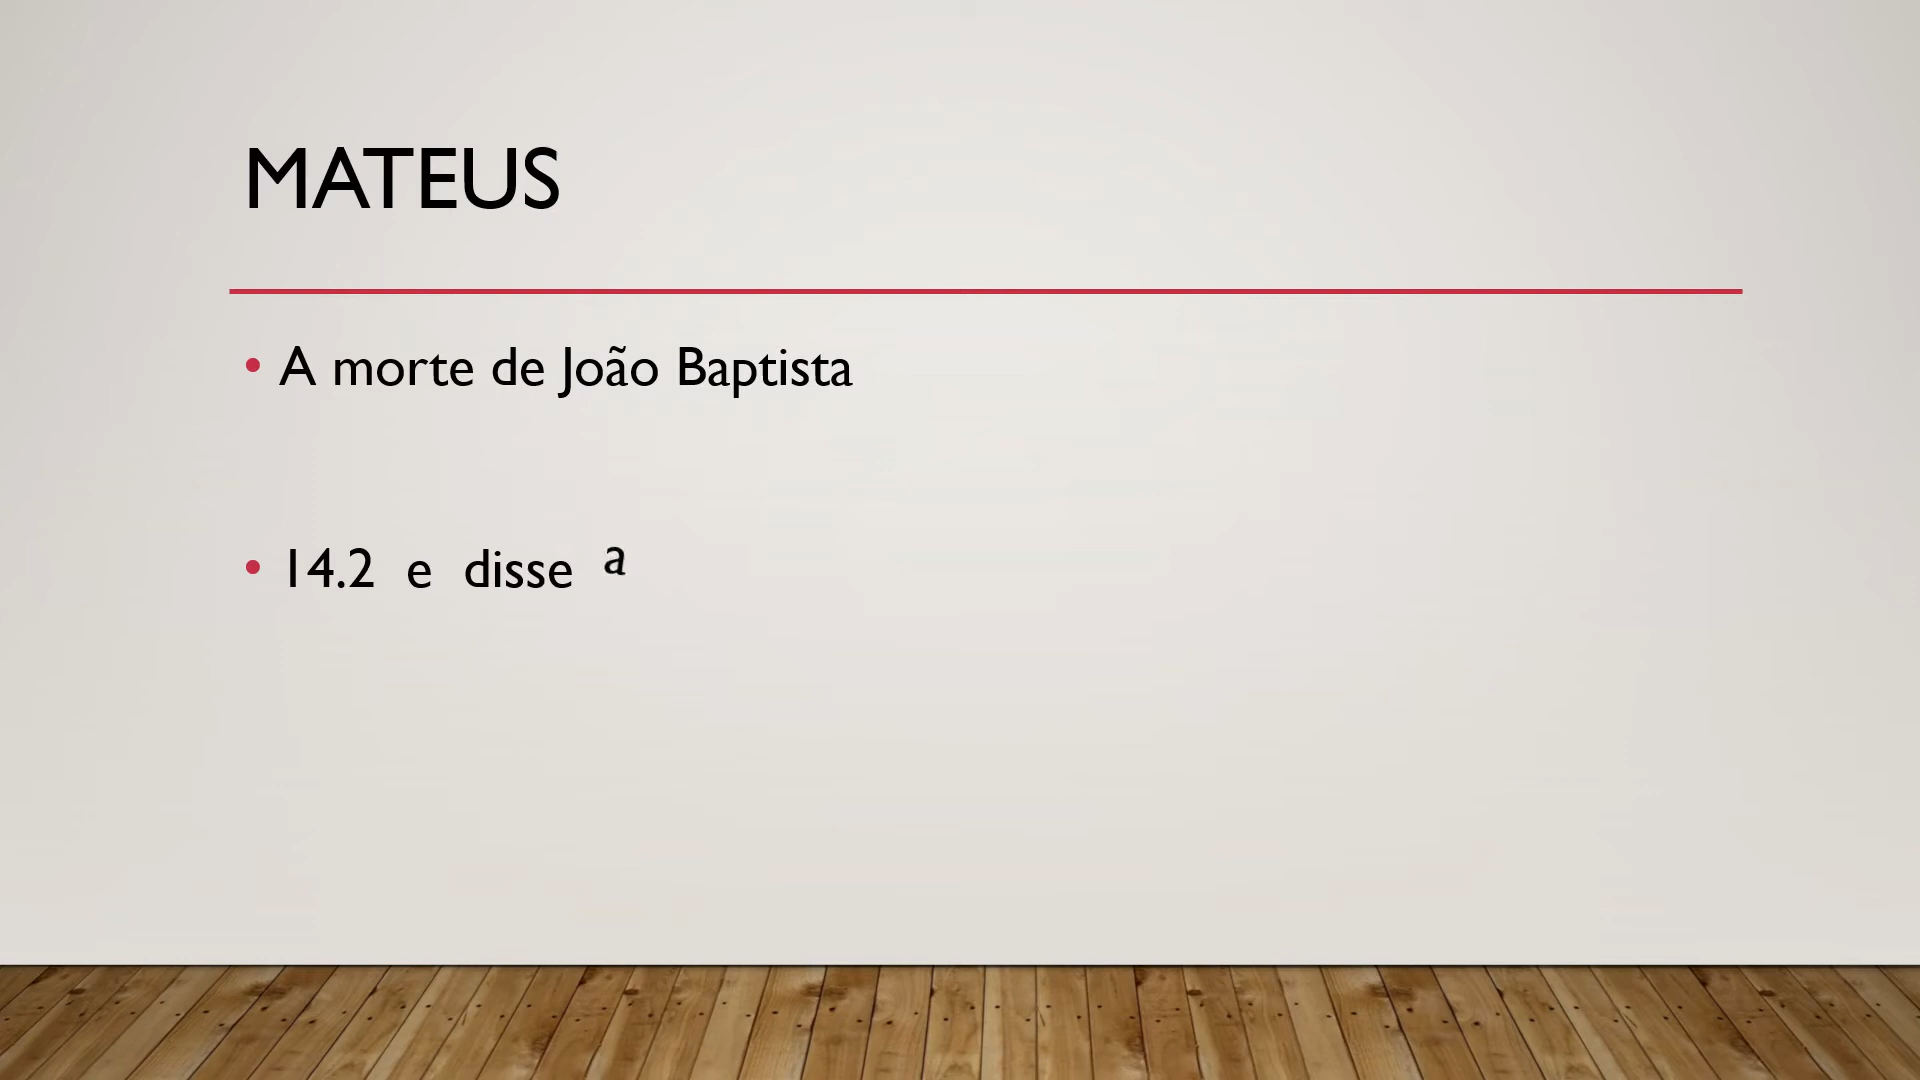 MATEUS
• A morte de João Baptista
• 14.2 e disse a